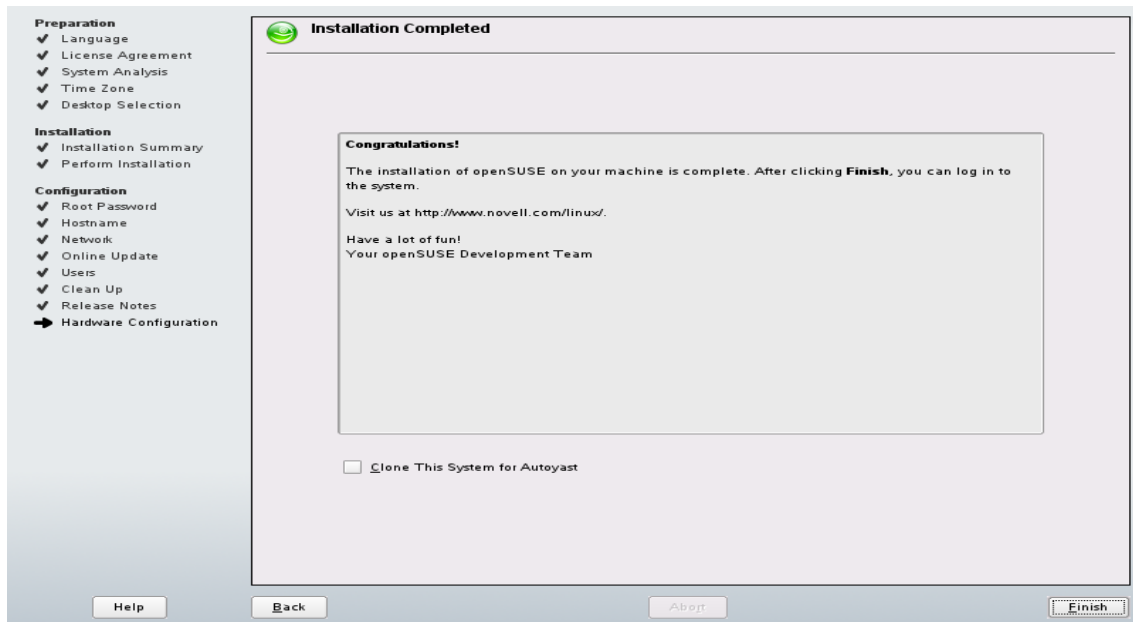 Preparation
Language
License Agreement
System Analysis
Time Zone
Desktop Selection
Installation
Installation Summary
Perform Installation
Configuration
Root Password
Hostname
Network
Online Update
Users
Clean Up
Release Notes
Hardware Configuration
Installation Completed
Congratulations!
The installation of openSUSE on your machine is complete. After clicking Finish, you can log in to
the system.
Visit us at http://www.novell.com/linux/.
Have a lot of fun!
Your openSUSE Development Team
Clone This System for Autoyast
Help
Back
Abort
Finish